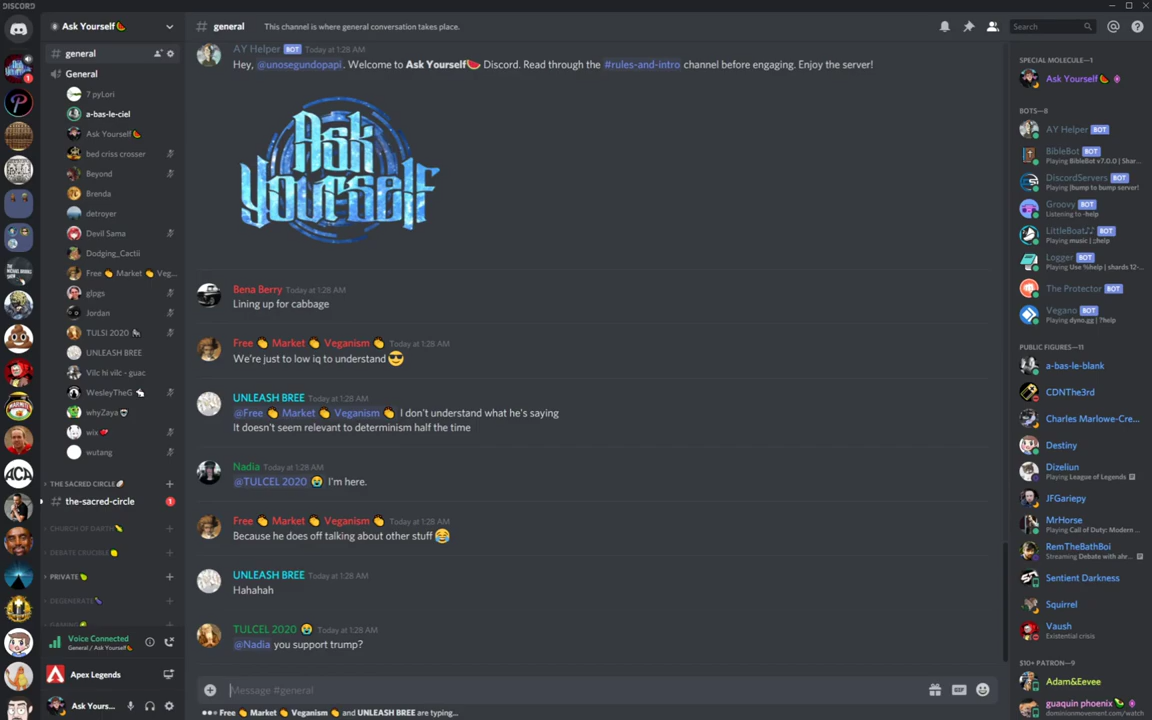 DISCORD
Ask Yourself
general
This channel is where general conversation takes place.
Search
general
General
7 pyLori
a-bas-le-ciel
Ask Yourself
bed criss crosser
Beyond
Brenda
detroyer
Devil Sama
Dodging_Cactii
Free Market Veg...
glpgs
Jordan
TULSI 2020
UNLEASH BREE
Vilc hi vilc - guac
WesleyTheG
whyZaya
wix
wutang
THE SACRED CIRCLE
the-sacred-circle 1
CHURCH OF GARTH
DEBATE CRUCIBLE
PRIVATE
DEGENERATE
GAMING
Voice Connected
General / Ask Yourself
Apex Legends
Ask Yours...
AY Helper BOT Today at 1:28 AM
Hey, @unosegundopapi. Welcome to Ask Yourself🍉 Discord. Read through the #rules-and-intro channel before engaging. Enjoy the server!
Ask
Yourself
Bena Berry Today at 1:28 AM
Lining up for cabbage
Free 👏 Market 👏 Veganism 👏 Today at 1:28 AM
We're just to low iq to understand 😎
UNLEASH BREE Today at 1:28 AM
@Free 👏 Market 👏 Veganism 👏 I don't understand what he's saying
It doesn't seem relevant to determinism half the time
Nadia Today at 1:28 AM
@TULCEL 2020 😭 I'm here.
Free 👏 Market 👏 Veganism 👏 Today at 1:28 AM
Because he does off talking about other stuff 😂
UNLEASH BREE Today at 1:28 AM
Hahahah
TULCEL 2020 😭 Today at 1:28 AM
@Nadia you support trump?
Message #general
GIF
Free 👏 Market 👏 Veganism 👏 and UNLEASH BREE are typing...
SPECIAL MOLECULE—1
Ask Yourself
BOTS—8
AY Helper BOT
BibleBot BOT
Playing BibleBot v7.0.0 | Shar...
DiscordServers BOT
Playing |bump to bump server!
Groovy BOT
Listening to -help
LittleBoat♪♪ BOT
Playing music | ;;help
Logger BOT
Playing Use %help | shards 12-...
The Protector BOT
Vegano BOT
Playing dyno.gg | ?help
PUBLIC FIGURES—11
a-bas-le-blank
CDNThe3rd
Charles Marlowe-Cre...
Destiny
Dizeliun
Playing League of Legends
JFGariepy
MrHorse
Playing Call of Duty: Modern ...
RemTheBathBoi
Streaming Debate with ahr...
Sentient Darkness
Squirrel
Vaush
Existential crisis
$10+ PATRON—9
Adam&Eevee
guaquin phoenix
dominionmovement.com/watch